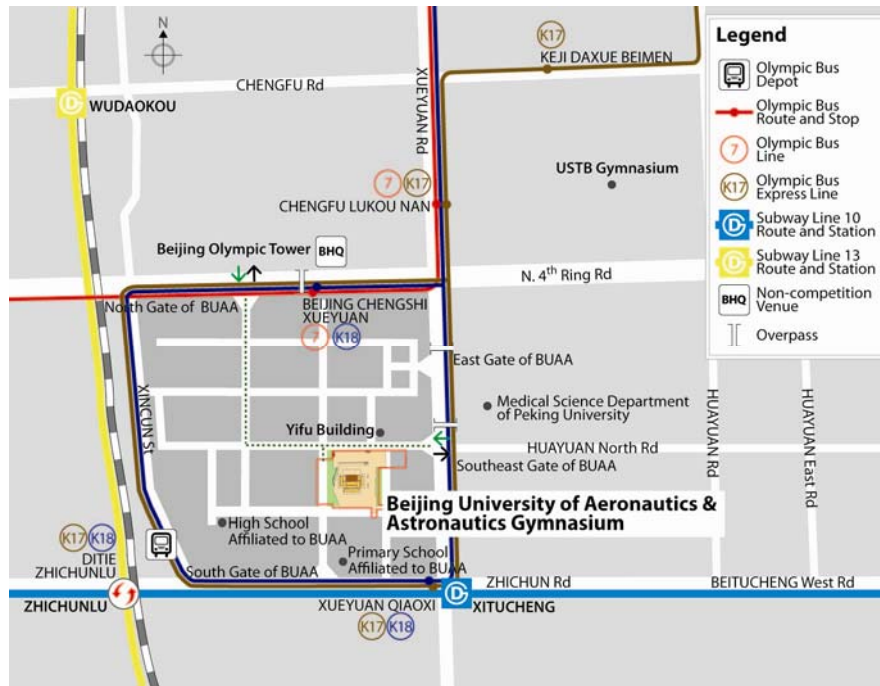 N
K17
KEJI DAXUE BEIMEN
CHENGFU Rd
XUEYUAN Rd
WUDAOKOU
USTB Gymnasium
7 K17
CHENGFU LUKOU NAN
Beijing Olympic Tower
BHQ
N. 4th Ring Rd
North Gate of BUAA
BEIJING CHENGSHI
XUEYUAN
7 K18
East Gate of BUAA
XINCUN St
Medical Science Department
of Peking University
HUAYUAN Rd
HUAYUAN East Rd
Yifu Building
HUAYUAN North Rd
Southeast Gate of BUAA
Beijing University of Aeronautics &
Astronautics Gymnasium
High School
Affiliated to BUAA
K17 K18
DITIE
ZHICHUNLU
Primary School
Affiliated to BUAA
South Gate of BUAA
ZHICHUN Rd
BEITUCHENG West Rd
ZHICHUNLU
XUEYUAN QIAOXI
XITUCHENG
K17 K18
Legend
Olympic Bus
Depot
Olympic Bus
Route and Stop
7
Olympic Bus
Line
K17
Olympic Bus
Express Line
Subway Line 10
Route and Station
Subway Line 13
Route and Station
BHQ
Non-competition
Venue
Overpass